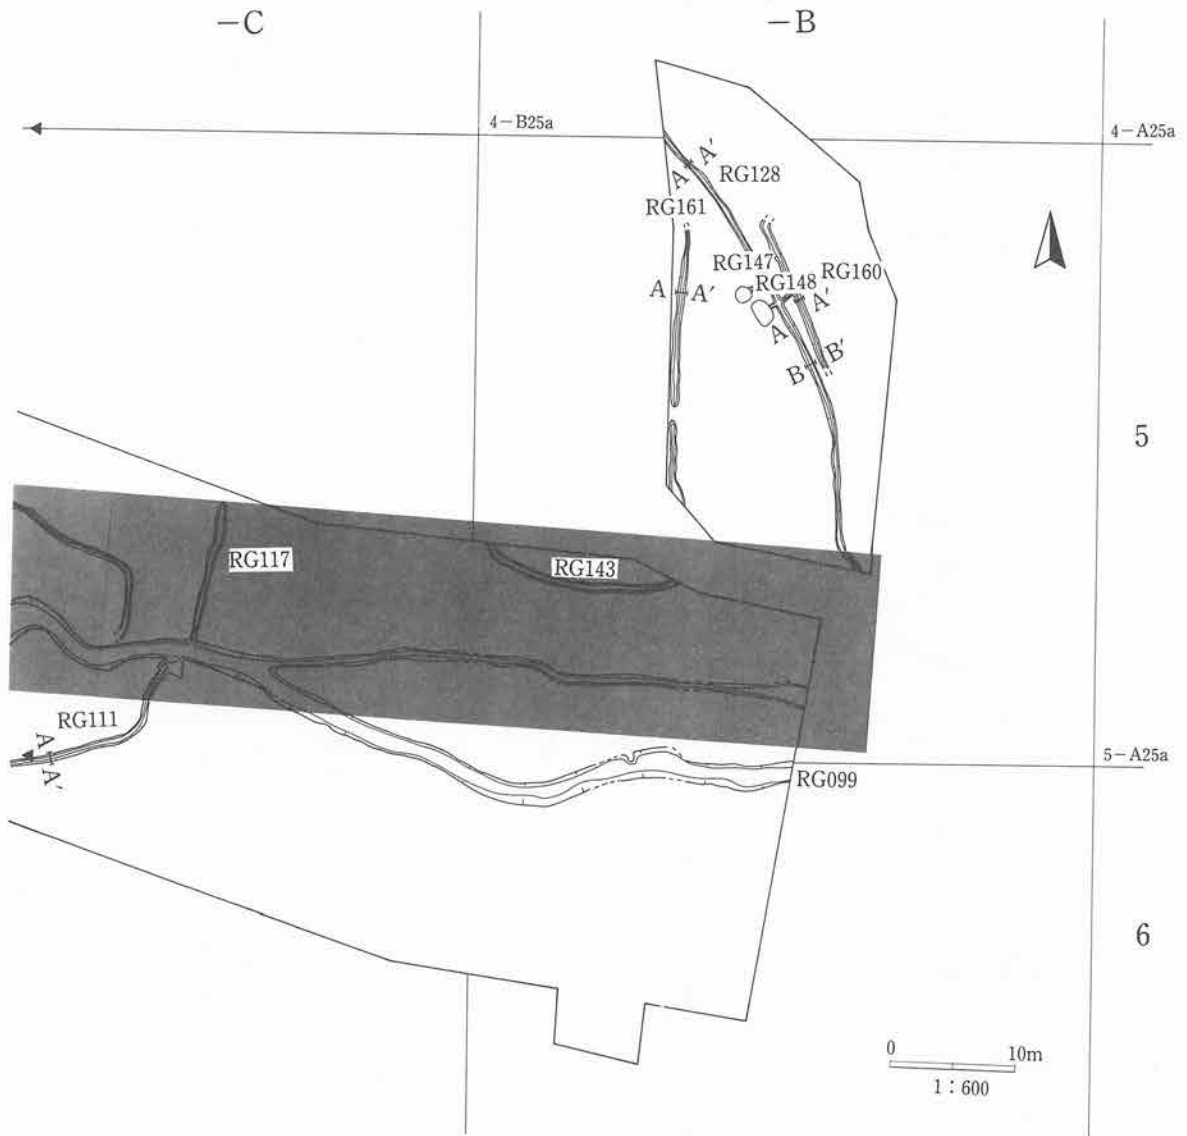 −C
−B
4−B25a
4−A25a
A'
A
RG128
RG161
RG147
RG160
RG148
A
A'
A'
A
B'
B
5
RG117
RG143
RG111
A
A'
5−A25a
RG099
6
0
10m
1:600